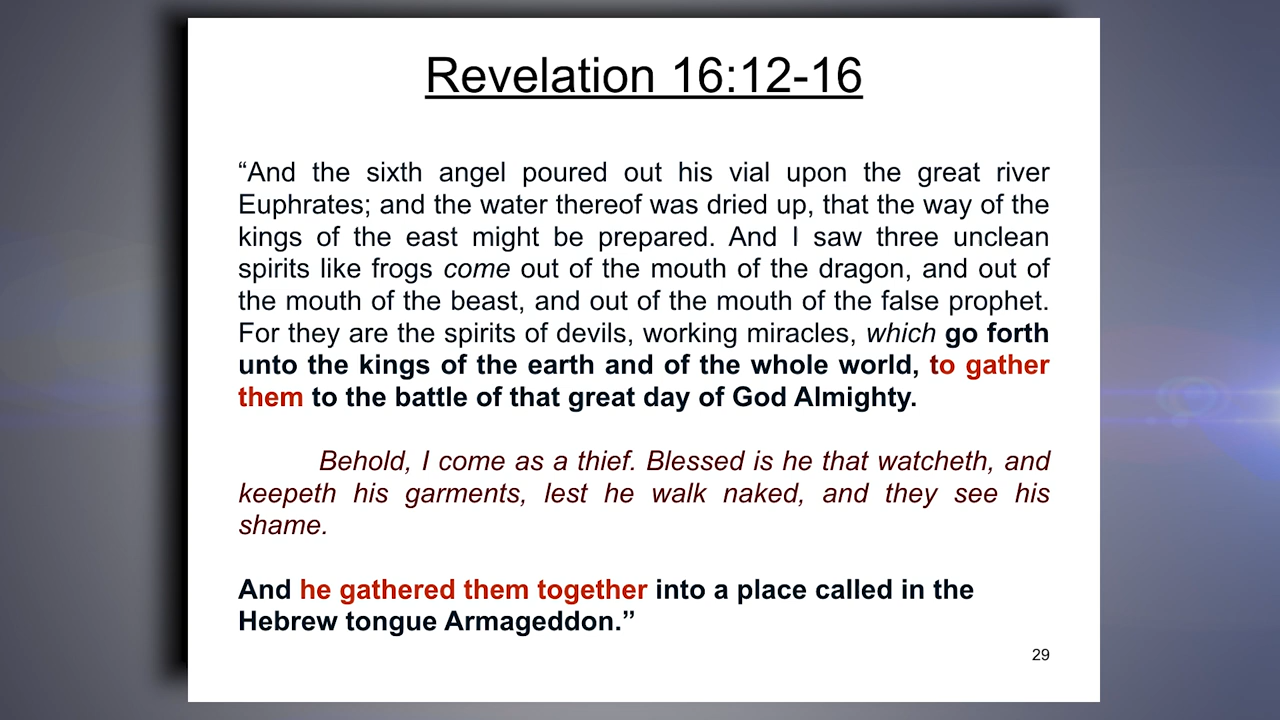 Revelation 16:12-16
“And the sixth angel poured out his vial upon the great river
Euphrates; and the water thereof was dried up, that the way of the
kings of the east might be prepared. And I saw three unclean
spirits like frogs come out of the mouth of the dragon, and out of
the mouth of the beast, and out of the mouth of the false prophet.
For they are the spirits of devils, working miracles, which go forth
unto the kings of the earth and of the whole world, to gather
them to the battle of that great day of God Almighty.
Behold, I come as a thief. Blessed is he that watcheth, and
keepeth his garments, lest he walk naked, and they see his
shame.
And he gathered them together into a place called in the
Hebrew tongue Armageddon.”
29